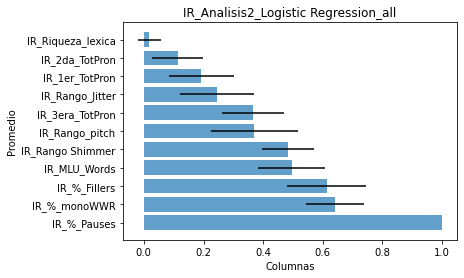 IR_Analisis2_Logistic Regression_all
Promedio
IR_Riqueza_lexica
IR_2da_TotPron
IR_1er_TotPron
IR_Rango_Jitter
IR_3era_TotPron
IR_Rango_pitch
IR_Rango Shimmer
IR_MLU_Words
IR_%_Fillers
IR_%_monoWWR
IR_%_Pauses
0.0 0.2 0.4 0.6 0.8 1.0
Columnas